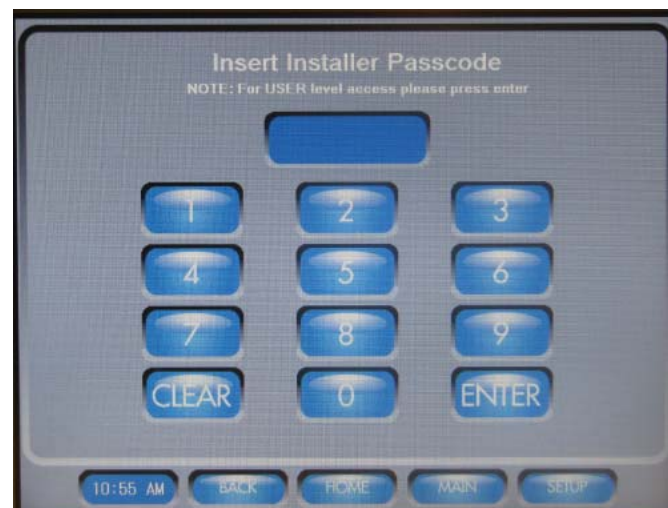 Insert Installer Passcode
NOTE: For USER level access please press enter
1 2 3
4 5 6
7 8 9
CLEAR 0 ENTER
10:55 AM BACK HOME MAIN SETUP